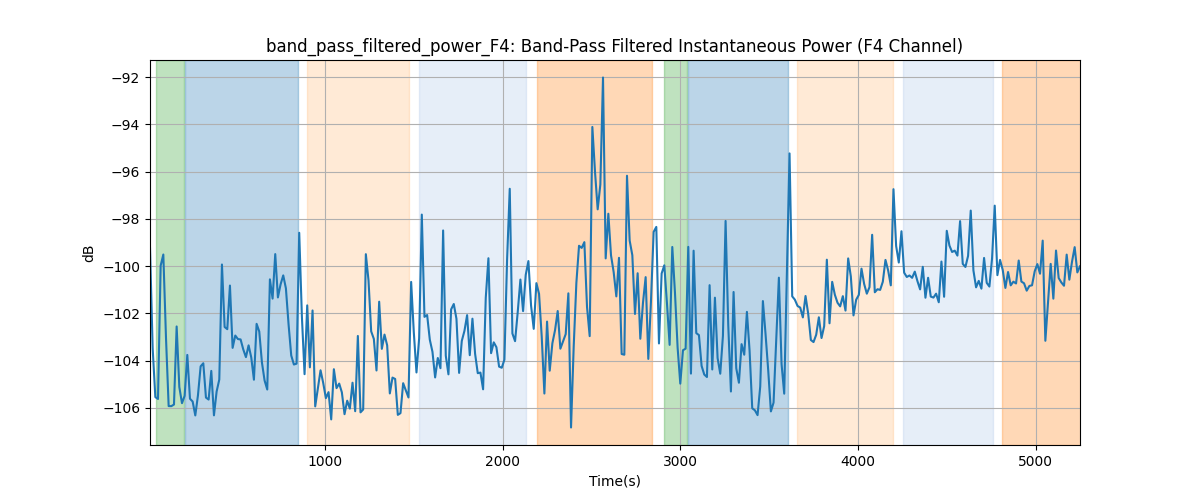 band_pass_filtered_power_F4: Band-Pass Filtered Instantaneous Power (F4 Channel)
−92
−94
−96
−98
−100
−102
−104
−106
dB
1000 2000 3000 4000 5000
Time(s)